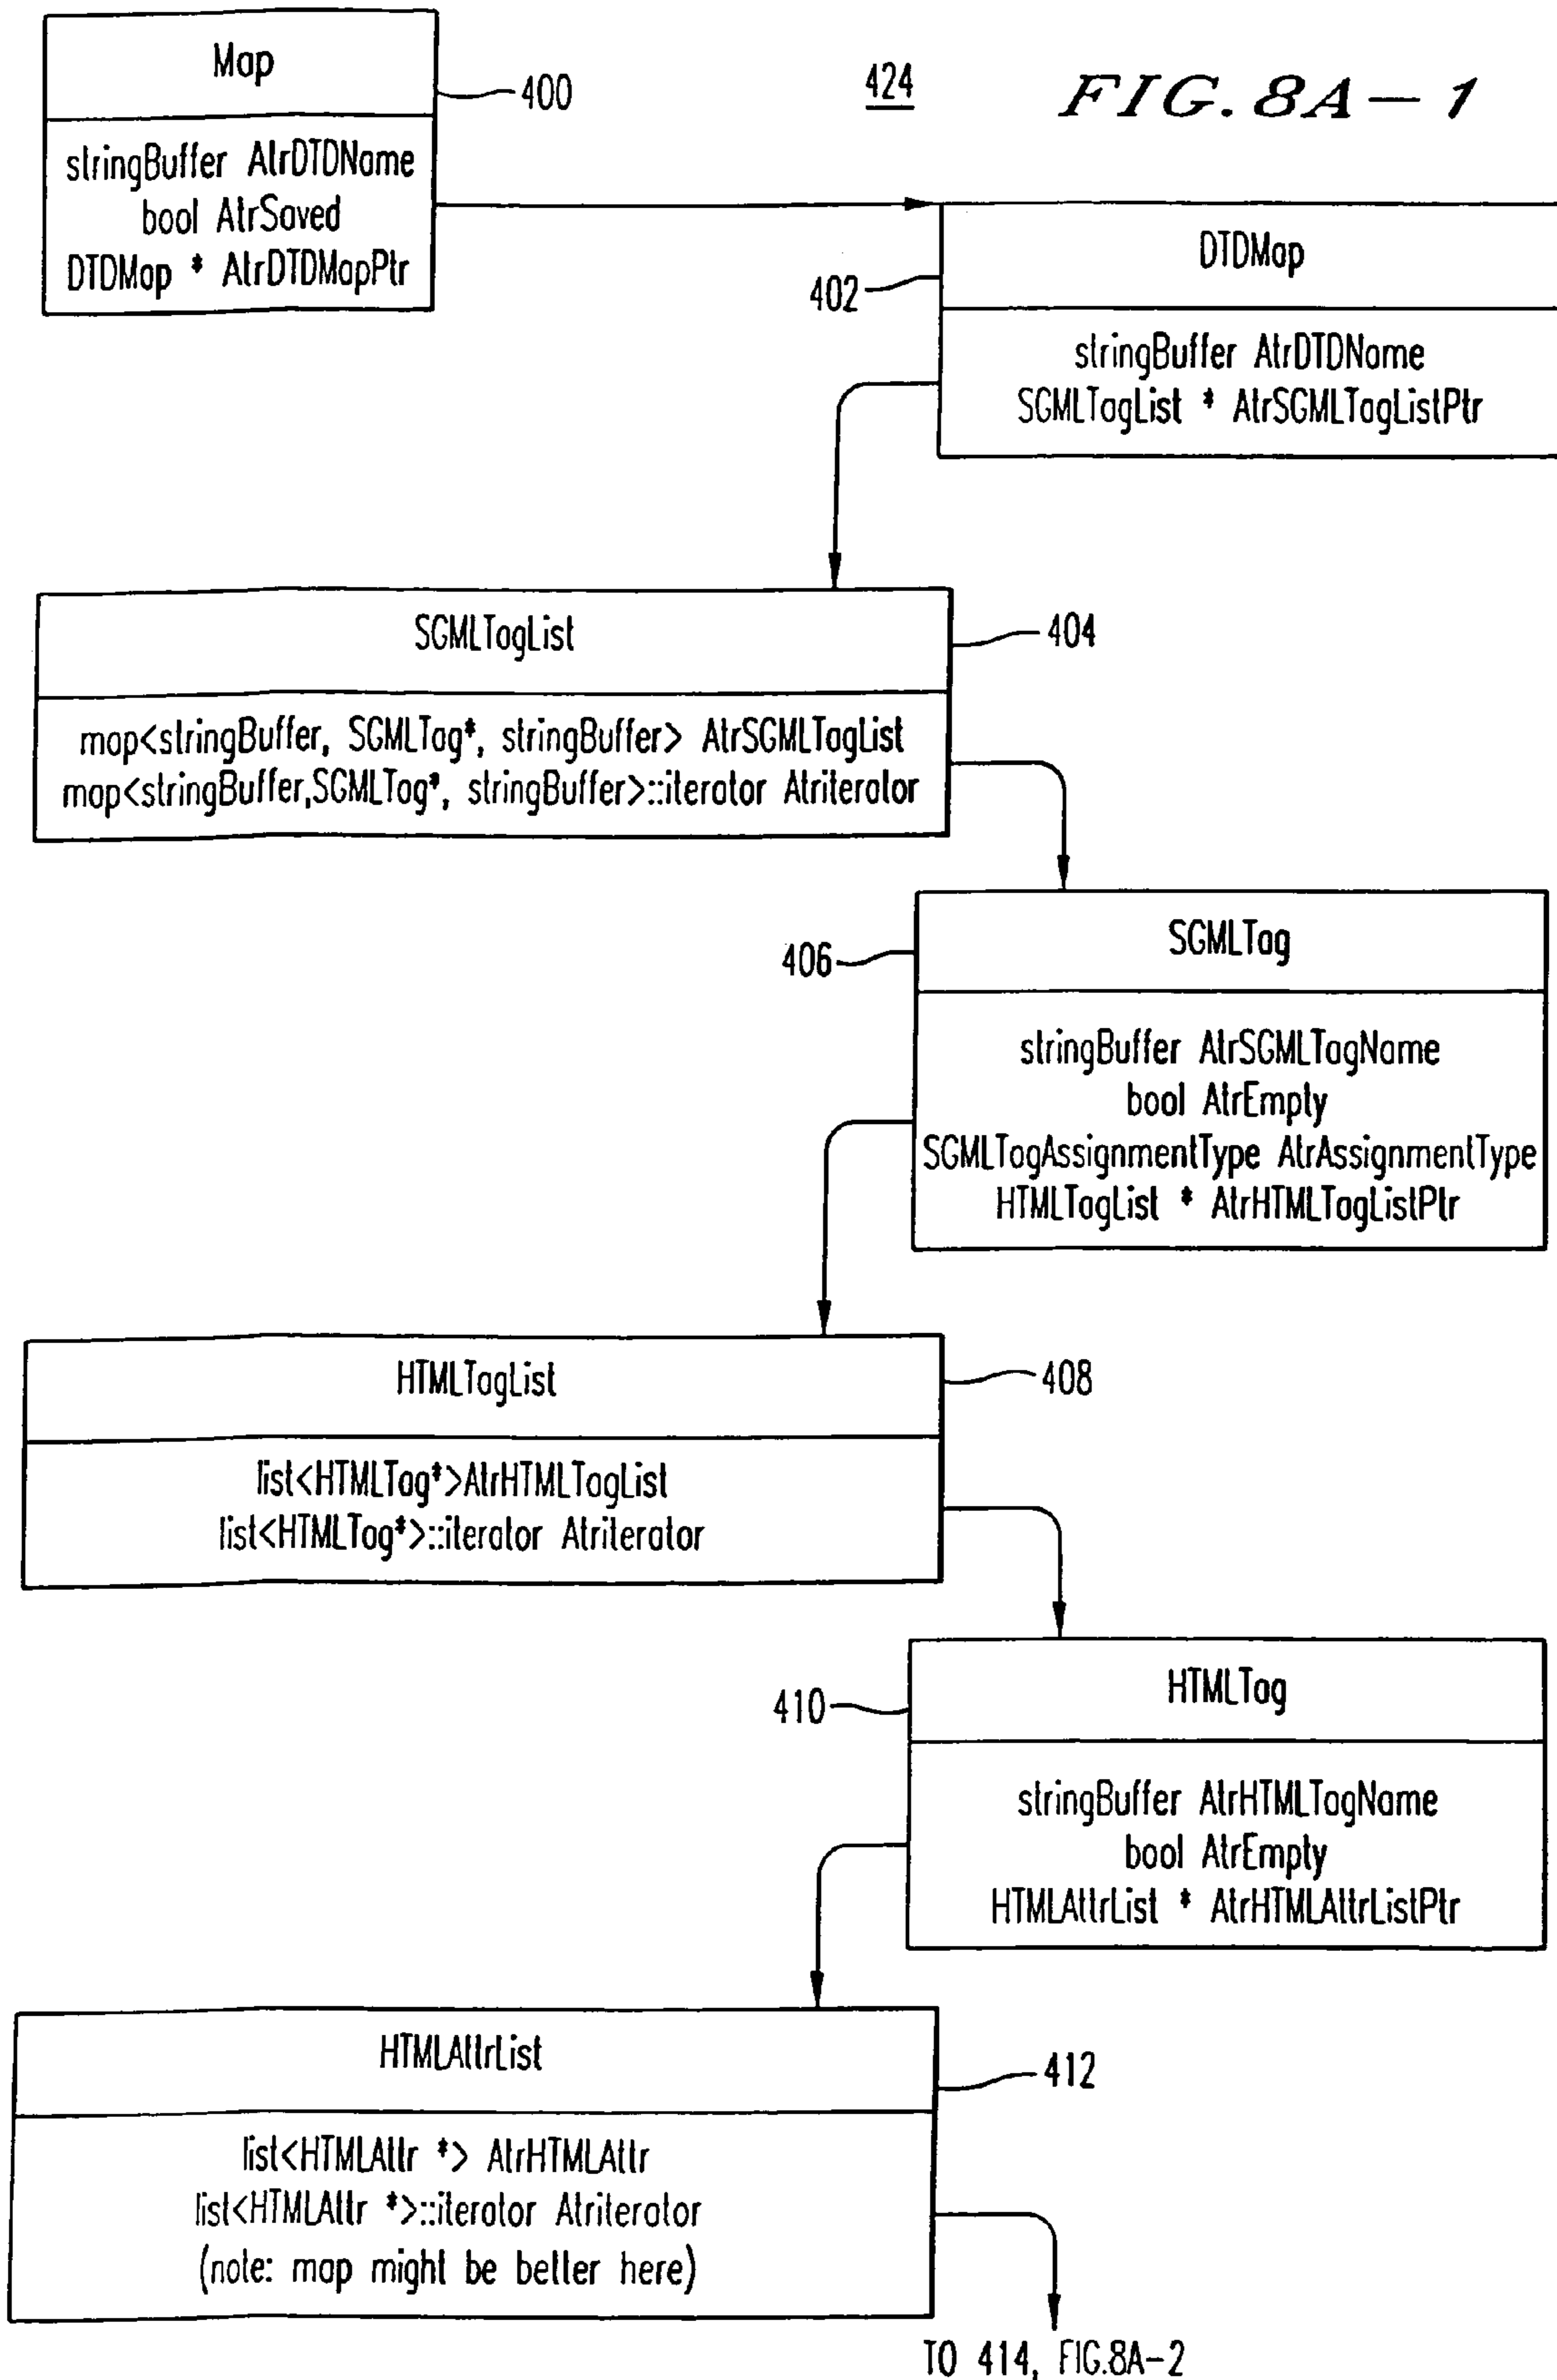 Map
400
424
FIG. 8A-1
stringBuffer AtrDTDName
bool AtrSaved
DTDMap * AtrDTDMapPtr
DTDMap
402
stringBuffer AtrDTDName
SGMLTagList * AtrSGMLTagListPtr
SGMLTagList
404
map<stringBuffer, SGMLTag*, stringBuffer> AtrSGMLTagList
map<stringBuffer,SGMLTag*, stringBuffer>::iterator Atriterator
SGMLTag
406
stringBuffer AtrSGMLTagName
bool AtrEmpty
SGMLTagAssignmentType AtrAssignmentType
HTMLTagList * AtrHTMLTagListPtr
HTMLTagList
408
list<HTMLTag*>AtrHTMLTagList
list<HTMLTag*>::iterator Atriterator
HTMLTag
410
stringBuffer AtrHTMLTagName
bool AtrEmpty
HTMLAttrList * AtrHTMLAttrListPtr
HTMLAttrList
412
list<HTMLAttr *> AtrHTMLAttr
list<HTMLAttr *>::iterator Atriterator
(note: map might be better here)
TO 414, FIG.8A-2